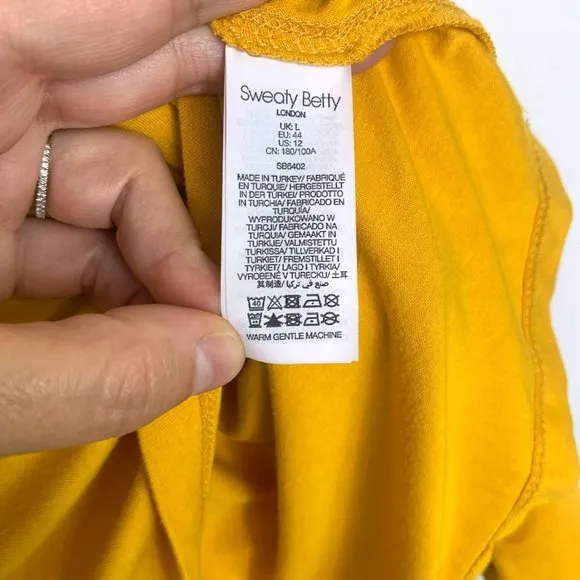 Sweaty Betty
LONDON
UK: L
EU: 44
US: 12
CN: 180/100A
SB6402
MADE IN TURKEY/ FABRIQUÉ
EN TURQUIE/ HERGESTELLT
IN DER TÜRKEI/ PRODOTTO
IN TURCHIA/ FABRICADO EN
TURQUÍA/
WYPRODUKOWANO W
TURCJI/ FABRICADO NA
TURQUIA/ GEMAAKT IN
TURKIJE/ VALMISTETTU
TURKISSA/ TILLVERKAD I
TURKIET/ FREMSTILLET I
TYRKIET/ LAGD I TYRKIA/
VYROBENÉ V TURECKU/ 土耳
其制造/ صنع في تركيا
40
WARM GENTLE MACHINE